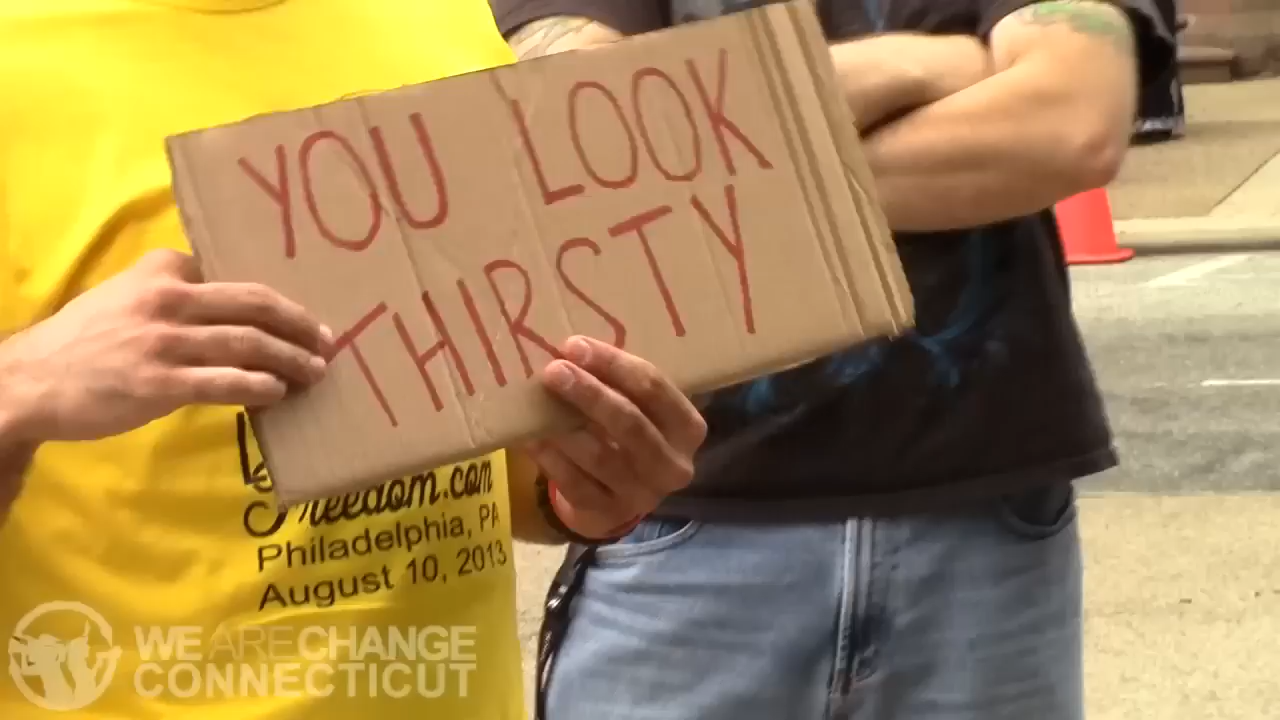 YOU LOOK
THIRSTY
Freedom.com
Philadelphia, PA
August 10, 2013
WE ARE CHANGE
CONNECTICUT